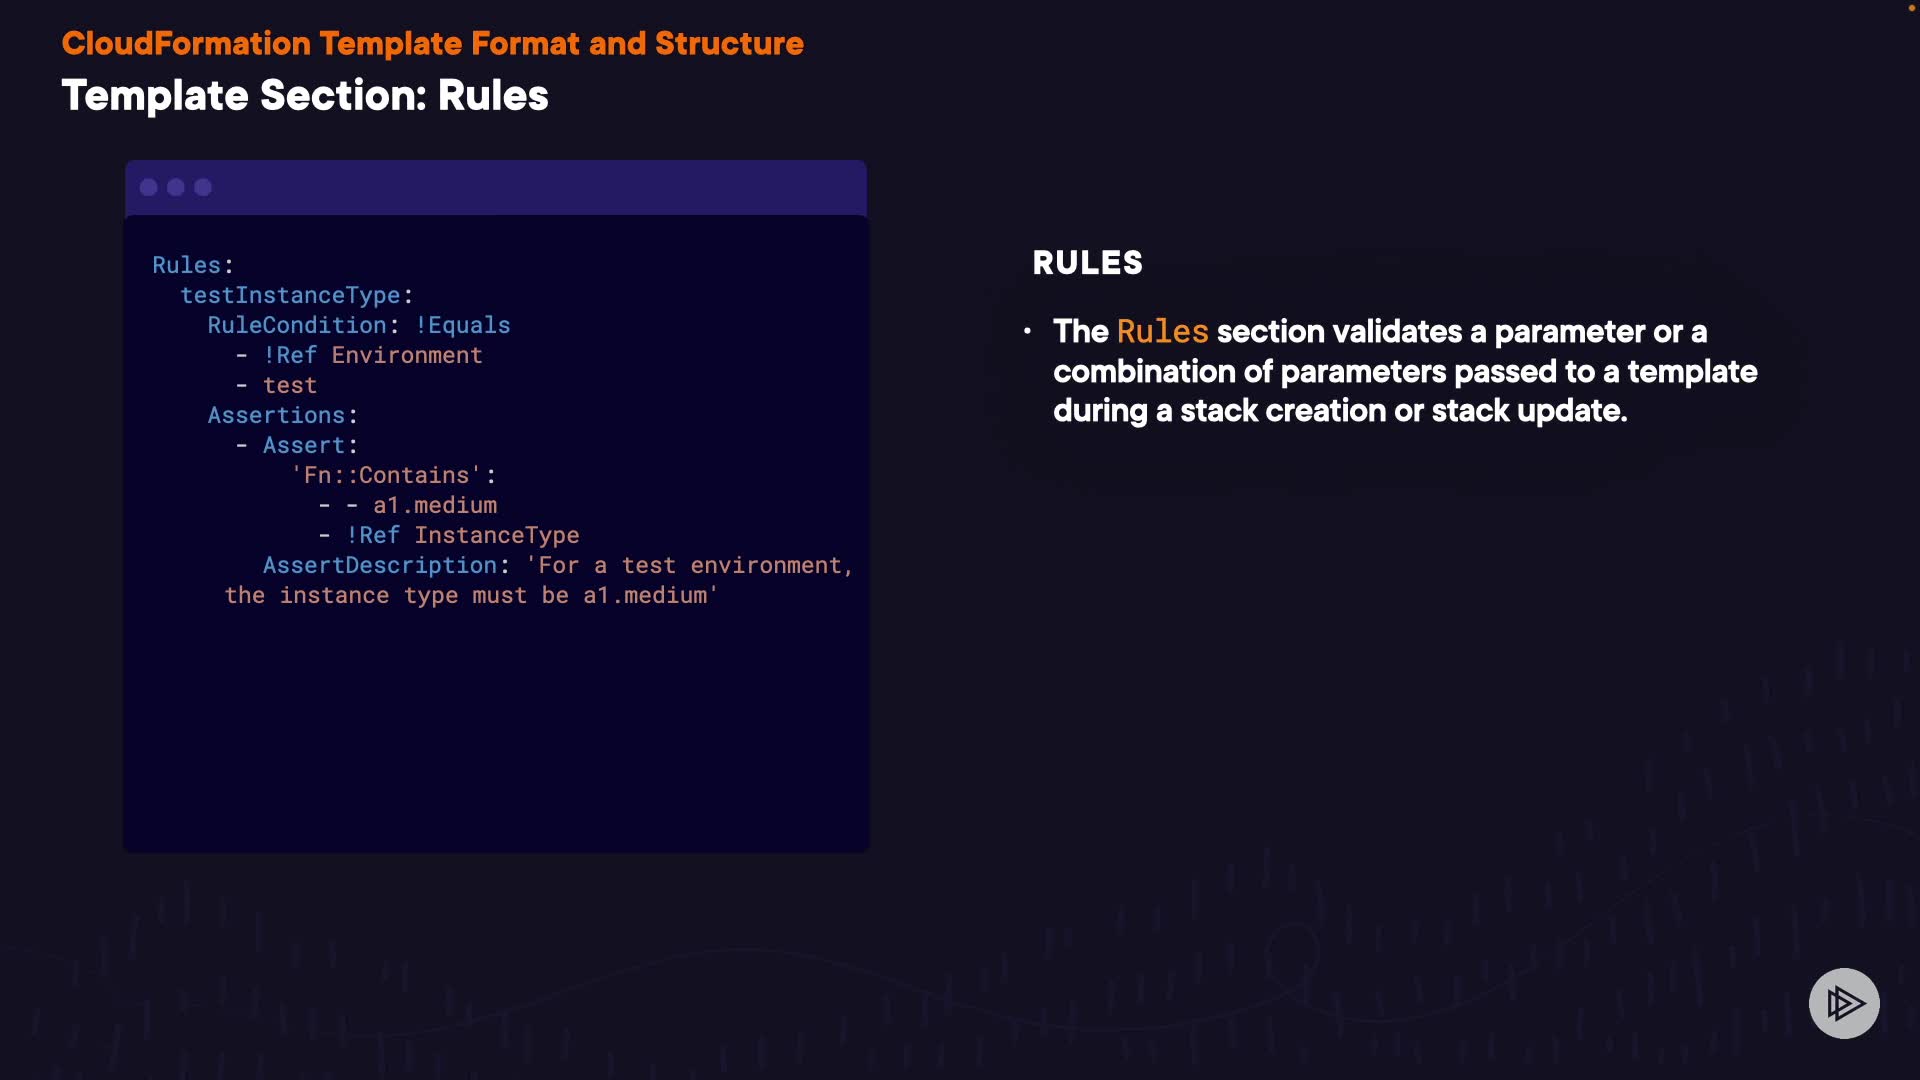 CloudFormation Template Format and Structure
Template Section: Rules
Rules:
  testInstanceType:
    RuleCondition: !Equals
      - !Ref Environment
      - test
    Assertions:
      - Assert:
          'Fn::Contains':
            - - a1.medium
            - !Ref InstanceType
        AssertDescription: 'For a test environment,
     the instance type must be a1.medium'
RULES
• The Rules section validates a parameter or a
combination of parameters passed to a template
during a stack creation or stack update.